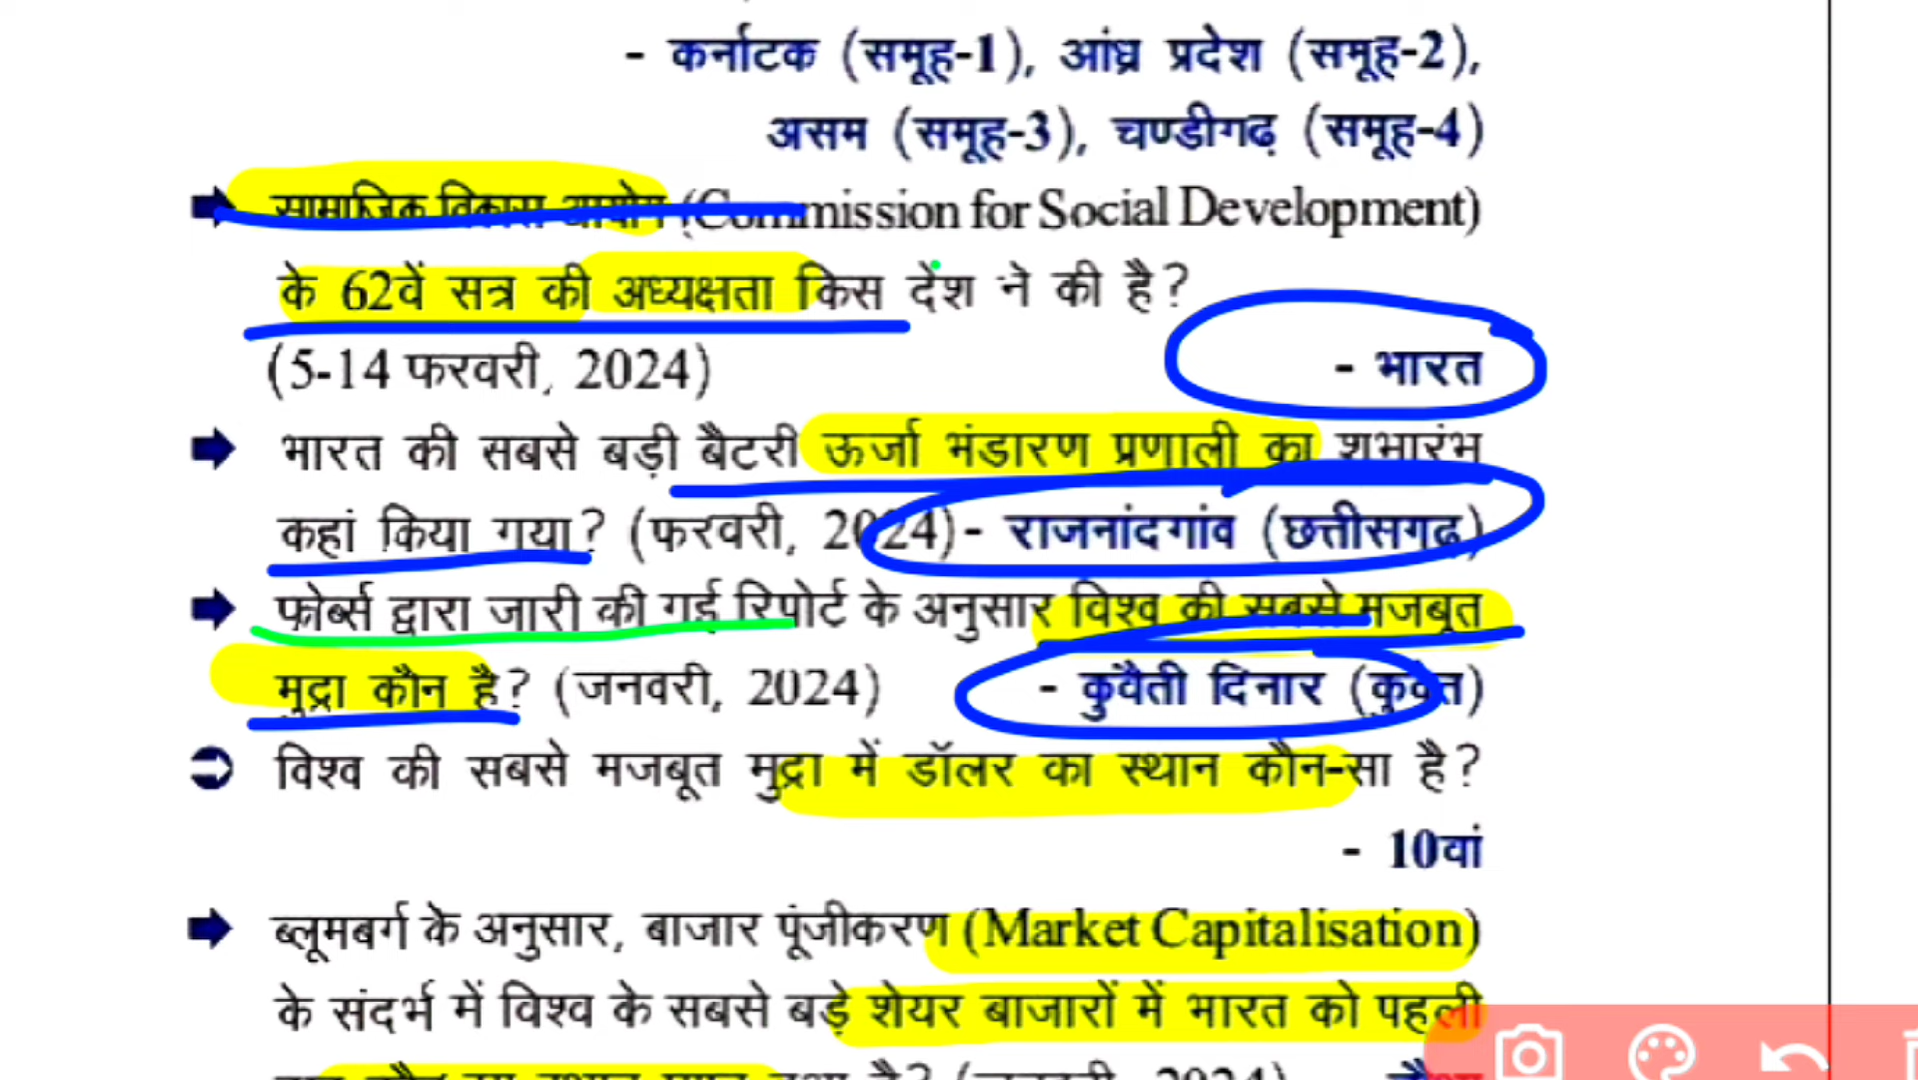 - कर्नाटक (समूह-1), आंध्र प्रदेश (समूह-2),
असम (समूह-3), चण्डीगढ़ (समूह-4)
सामाजिक विकास आयोग (Commission for Social Development)
के 62वें सत्र की अध्यक्षता किस देश ने की है?
(5-14 फरवरी, 2024) - भारत
भारत की सबसे बड़ी बैटरी ऊर्जा भंडारण प्रणाली का शुभारंभ
कहां किया गया? (फरवरी, 2024)- राजनांदगांव (छत्तीसगढ़)
फोर्ब्स द्वारा जारी की गई रिपोर्ट के अनुसार विश्व की सबसे मजबूत
मुद्रा कौन है? (जनवरी, 2024) - कुवैती दिनार (कुवैत)
विश्व की सबसे मजबूत मुद्रा में डॉलर का स्थान कौन-सा है?
- 10वां
ब्लूमबर्ग के अनुसार, बाजार पूंजीकरण (Market Capitalisation)
के संदर्भ में विश्व के सबसे बड़े शेयर बाजारों में भारत को पहली